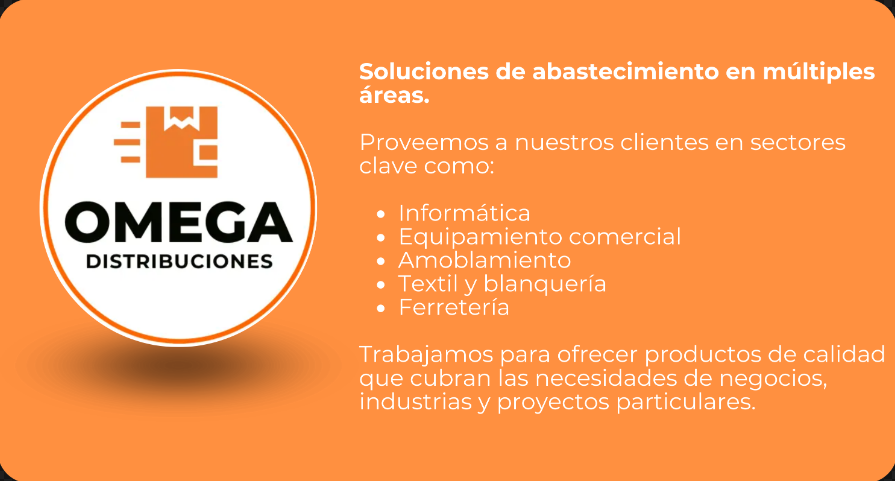 OMEGA
DISTRIBUCIONES
Soluciones de abastecimiento en múltiples
áreas.
Proveemos a nuestros clientes en sectores
clave como:
• Informática
• Equipamiento comercial
• Amoblamiento
• Textil y blanquería
• Ferretería
Trabajamos para ofrecer productos de calidad
que cubran las necesidades de negocios,
industrias y proyectos particulares.